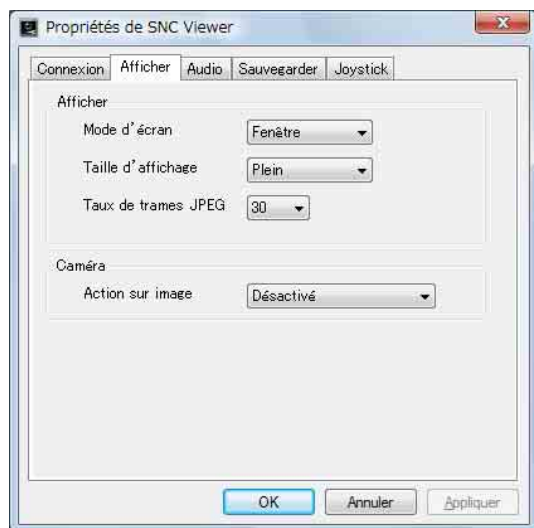 Propriétés de SNC Viewer
Connexion Afficher Audio Sauvegarder Joystick
Afficher
Mode d'écran Fenêtre
Taille d'affichage Plein
Taux de trames JPEG 30
Caméra
Action sur image Désactivé
OK Annuler Appliquer